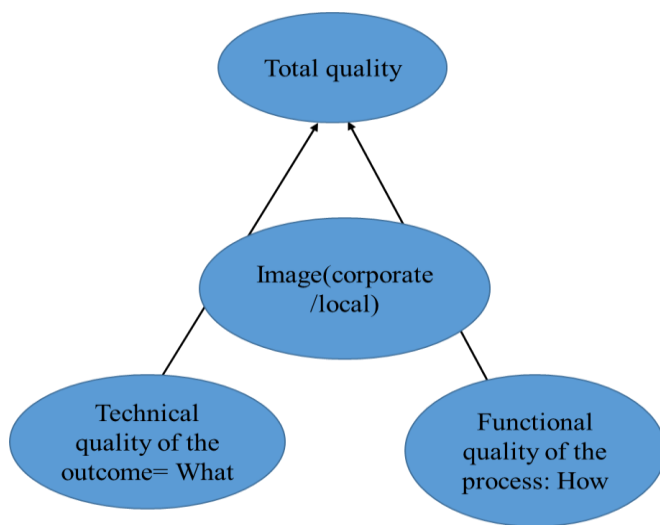 Total quality
Image(corporate
/local)
Technical
quality of the
outcome= What
Functional
quality of the
process: How